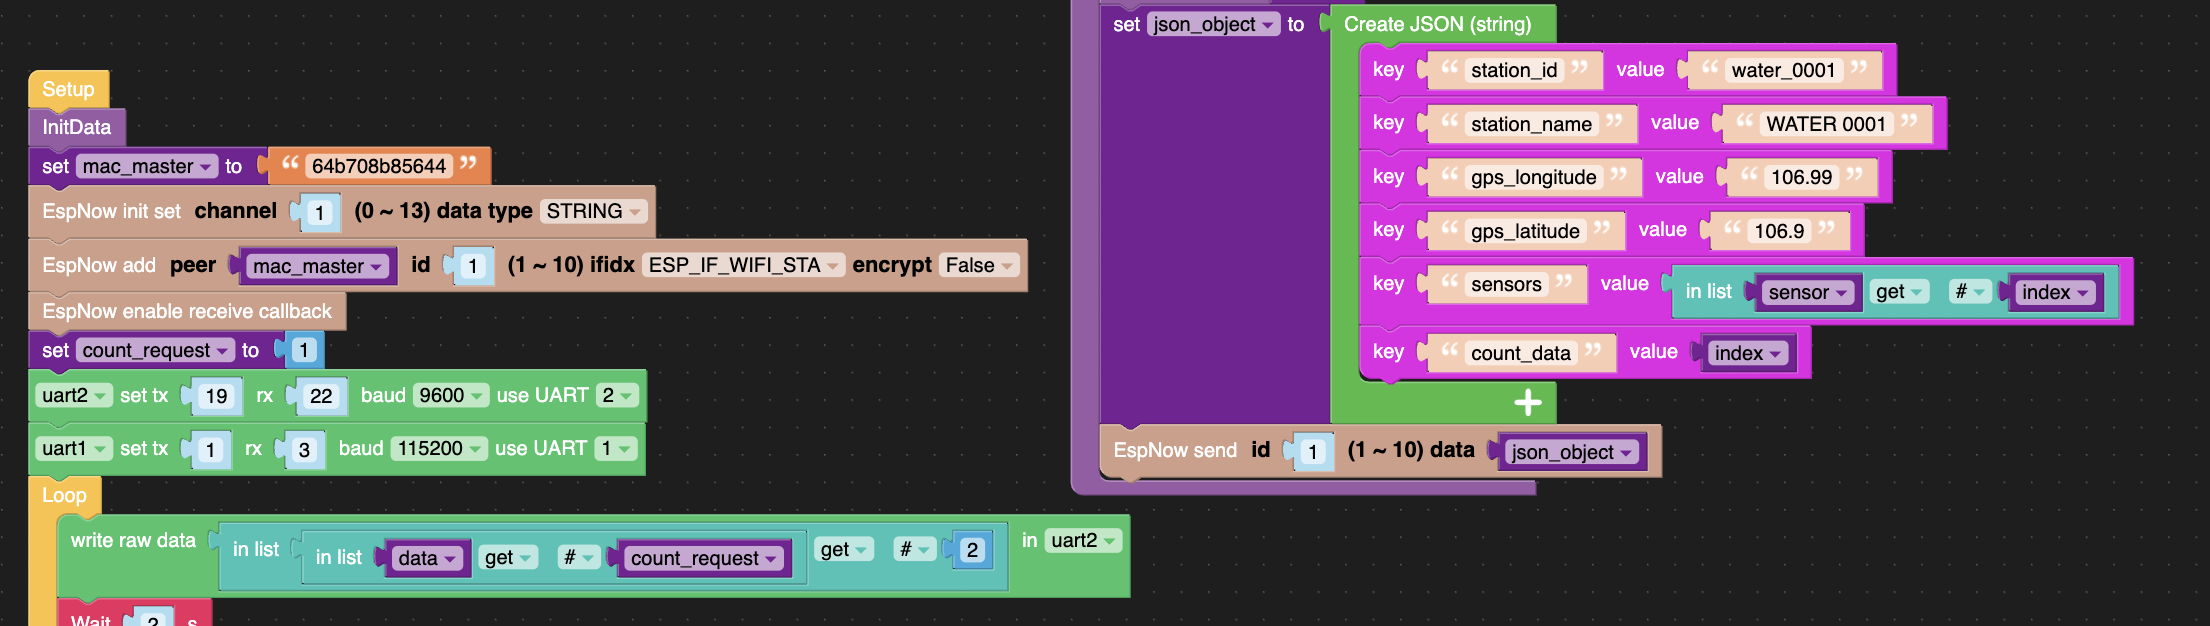 Setup
InitData
set mac_master to “ 64b708b85644 ”
EspNow init set channel 1 (0 ~ 13) data type STRING
EspNow add peer mac_master id 1 (1 ~ 10) ifidx ESP_IF_WIFI_STA encrypt False
EspNow enable receive callback
set count_request to 1
uart2 set tx 19 rx 22 baud 9600 use UART 2
uart1 set tx 1 rx 3 baud 115200 use UART 1
Loop
write raw data in list in list data get # count_request get # 2 in uart2
Wait 2 s
set json_object to Create JSON (string)
key “ station_id ” value “ water_0001 ”
key “ station_name ” value “ WATER 0001 ”
key “ gps_longitude ” value “ 106.99 ”
key “ gps_latitude ” value “ 106.9 ”
key “ sensors ” value in list sensor get # index
key “ count_data ” value index
+
EspNow send id 1 (1 ~ 10) data json_object